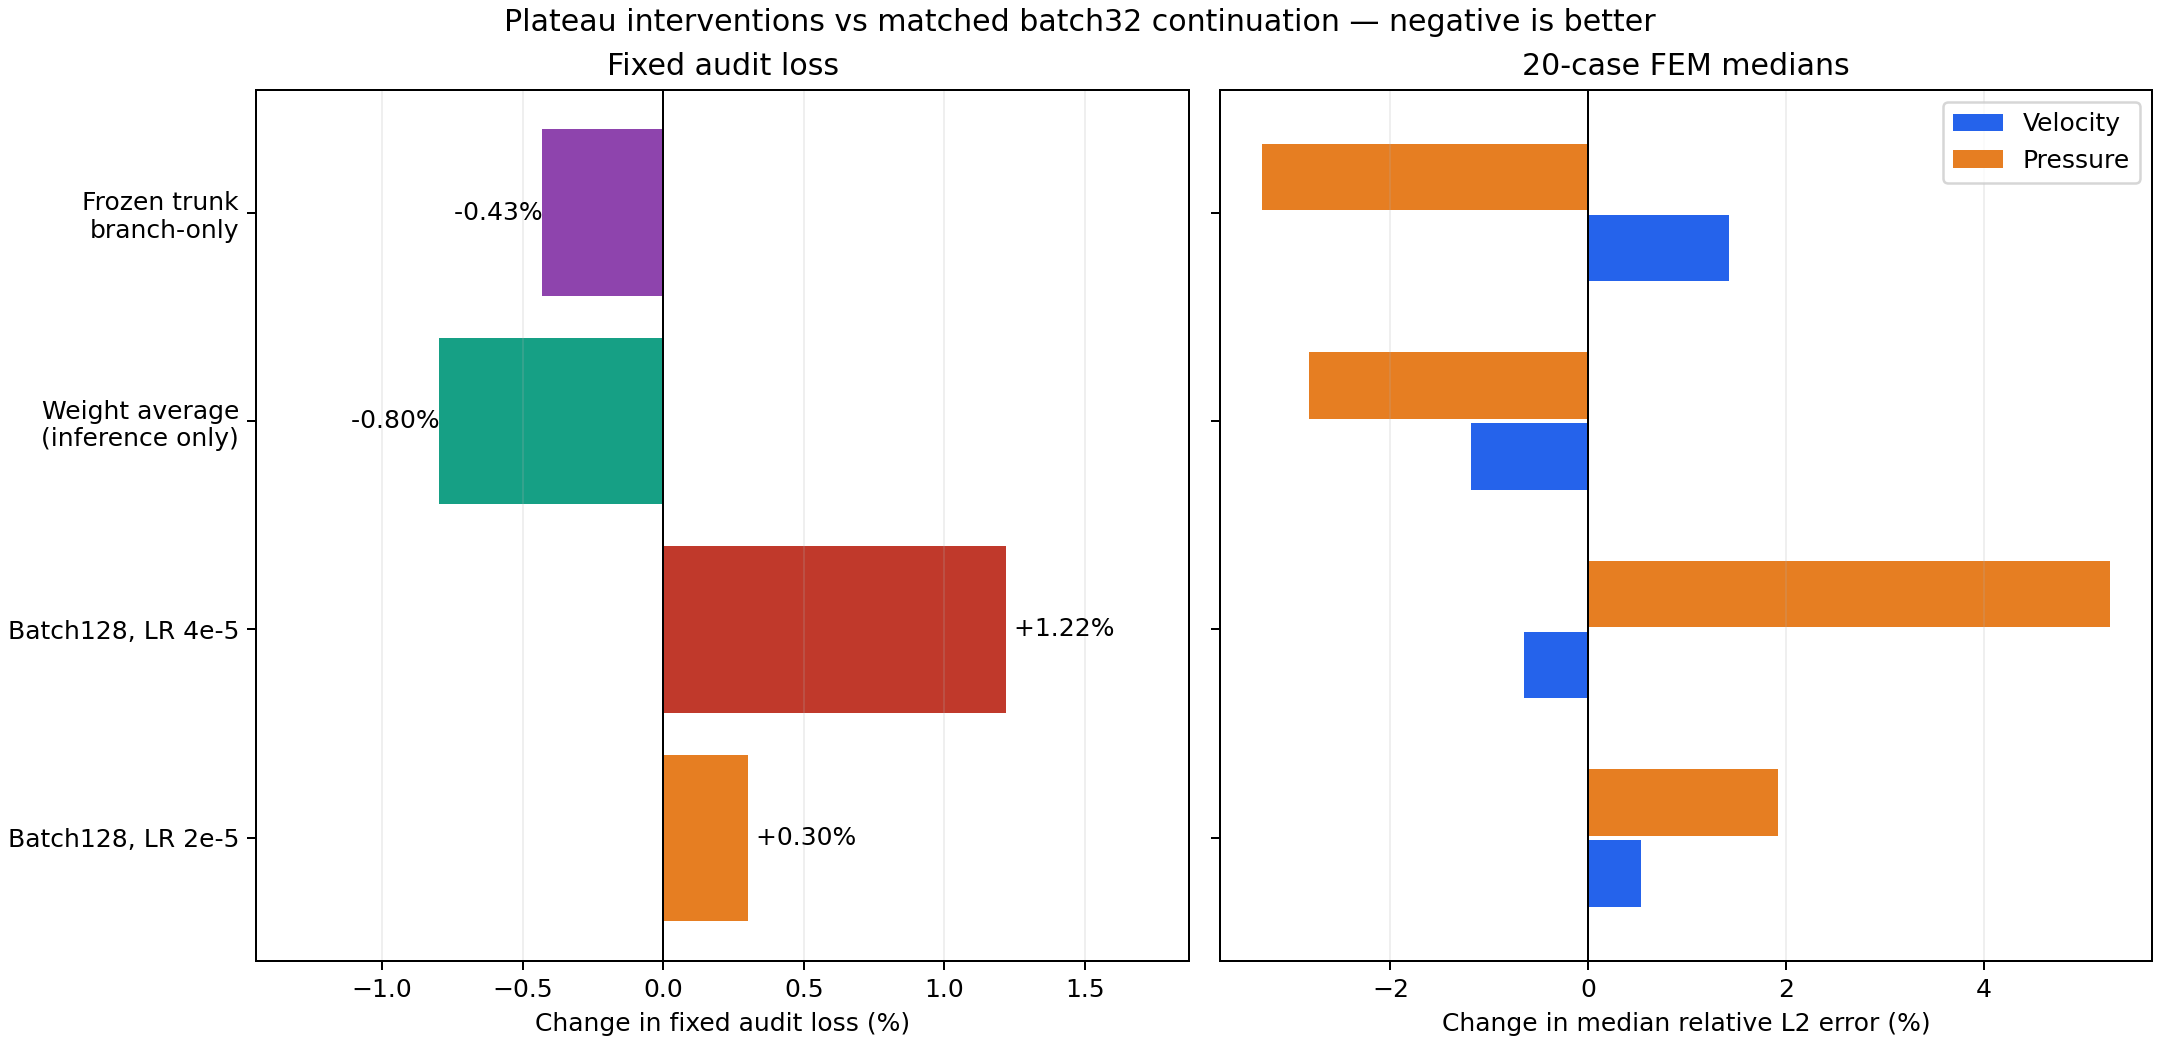 Plateau interventions vs matched batch32 continuation — negative is better
Fixed audit loss
Frozen trunk
branch-only
Weight average
(inference only)
Batch128, LR 4e-5
Batch128, LR 2e-5
-0.43%
-0.80%
+1.22%
+0.30%
−1.0 −0.5 0.0 0.5 1.0 1.5
Change in fixed audit loss (%)
20-case FEM medians
Velocity
Pressure
−2 0 2 4
Change in median relative L2 error (%)